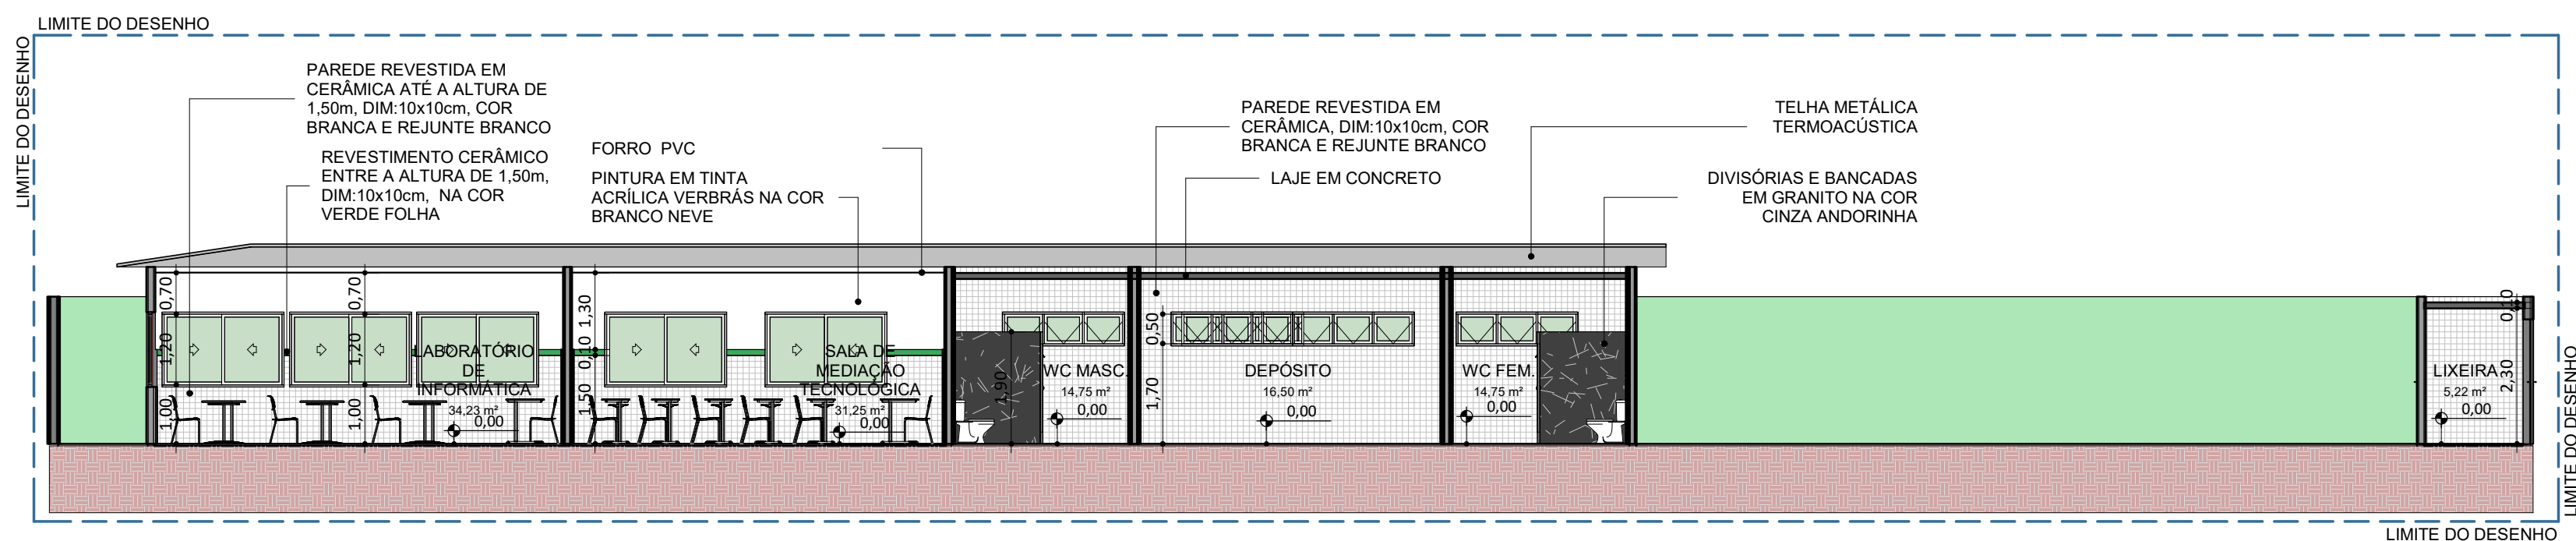 LIMITE DO DESENHO
LIMITE DO DESENHO
PAREDE REVESTIDA EM
CERÂMICA ATÉ A ALTURA DE
1,50m, DIM:10x10cm, COR
BRANCA E REJUNTE BRANCO
REVESTIMENTO CERÂMICO
ENTRE A ALTURA DE 1,50m,
DIM:10x10cm, NA COR
VERDE FOLHA
FORRO PVC
PINTURA EM TINTA
ACRÍLICA VERBRÁS NA COR
BRANCO NEVE
PAREDE REVESTIDA EM
CERÂMICA, DIM:10x10cm, COR
BRANCA E REJUNTE BRANCO
LAJE EM CONCRETO
TELHA METÁLICA
TERMOACÚSTICA
DIVISÓRIAS E BANCADAS
EM GRANITO NA COR
CINZA ANDORINHA
0,70
1,20
1,00
0,70
1,20
1,00
LABORATÓRIO
DE
INFORMÁTICA
34,23 m²
0,00
1,30
0,10
1,50
SALA DE
MEDIAÇÃO
TECNOLÓGICA
31,25 m²
0,00
1,90
WC MASC.
14,75 m²
0,00
0,50
1,70
DEPÓSITO
16,50 m²
0,00
WC FEM.
14,75 m²
0,00
LIXEIRA
5,22 m²
0,00
0,10
2,30
LIMITE DO DESENHO
LIMITE DO DESENHO